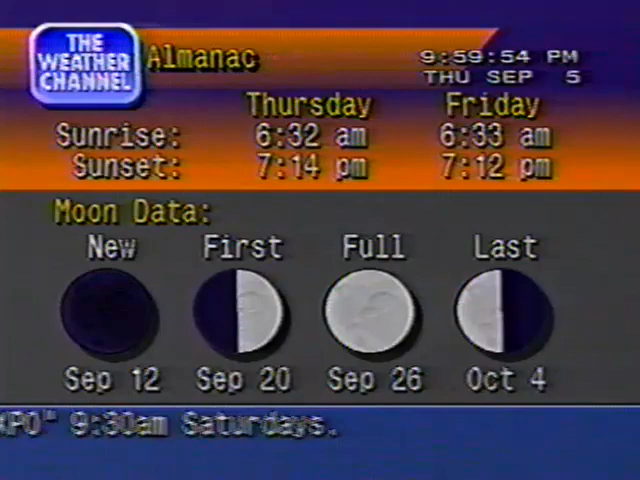 THE
WEATHER
CHANNEL
Almanac
9:59:54 PM
THU SEP 5
Thursday Friday
Sunrise: 6:32 am 6:33 am
Sunset: 7:14 pm 7:12 pm
Moon Data:
New First Full Last
Sep 12 Sep 20 Sep 26 Oct 4
XPO" 9:30am Saturdays.